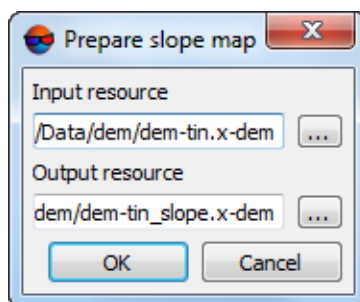 Prepare slope map
Input resource
/Data/dem/dem-tin.x-dem ...
Output resource
dem/dem-tin_slope.x-dem ...
OK Cancel